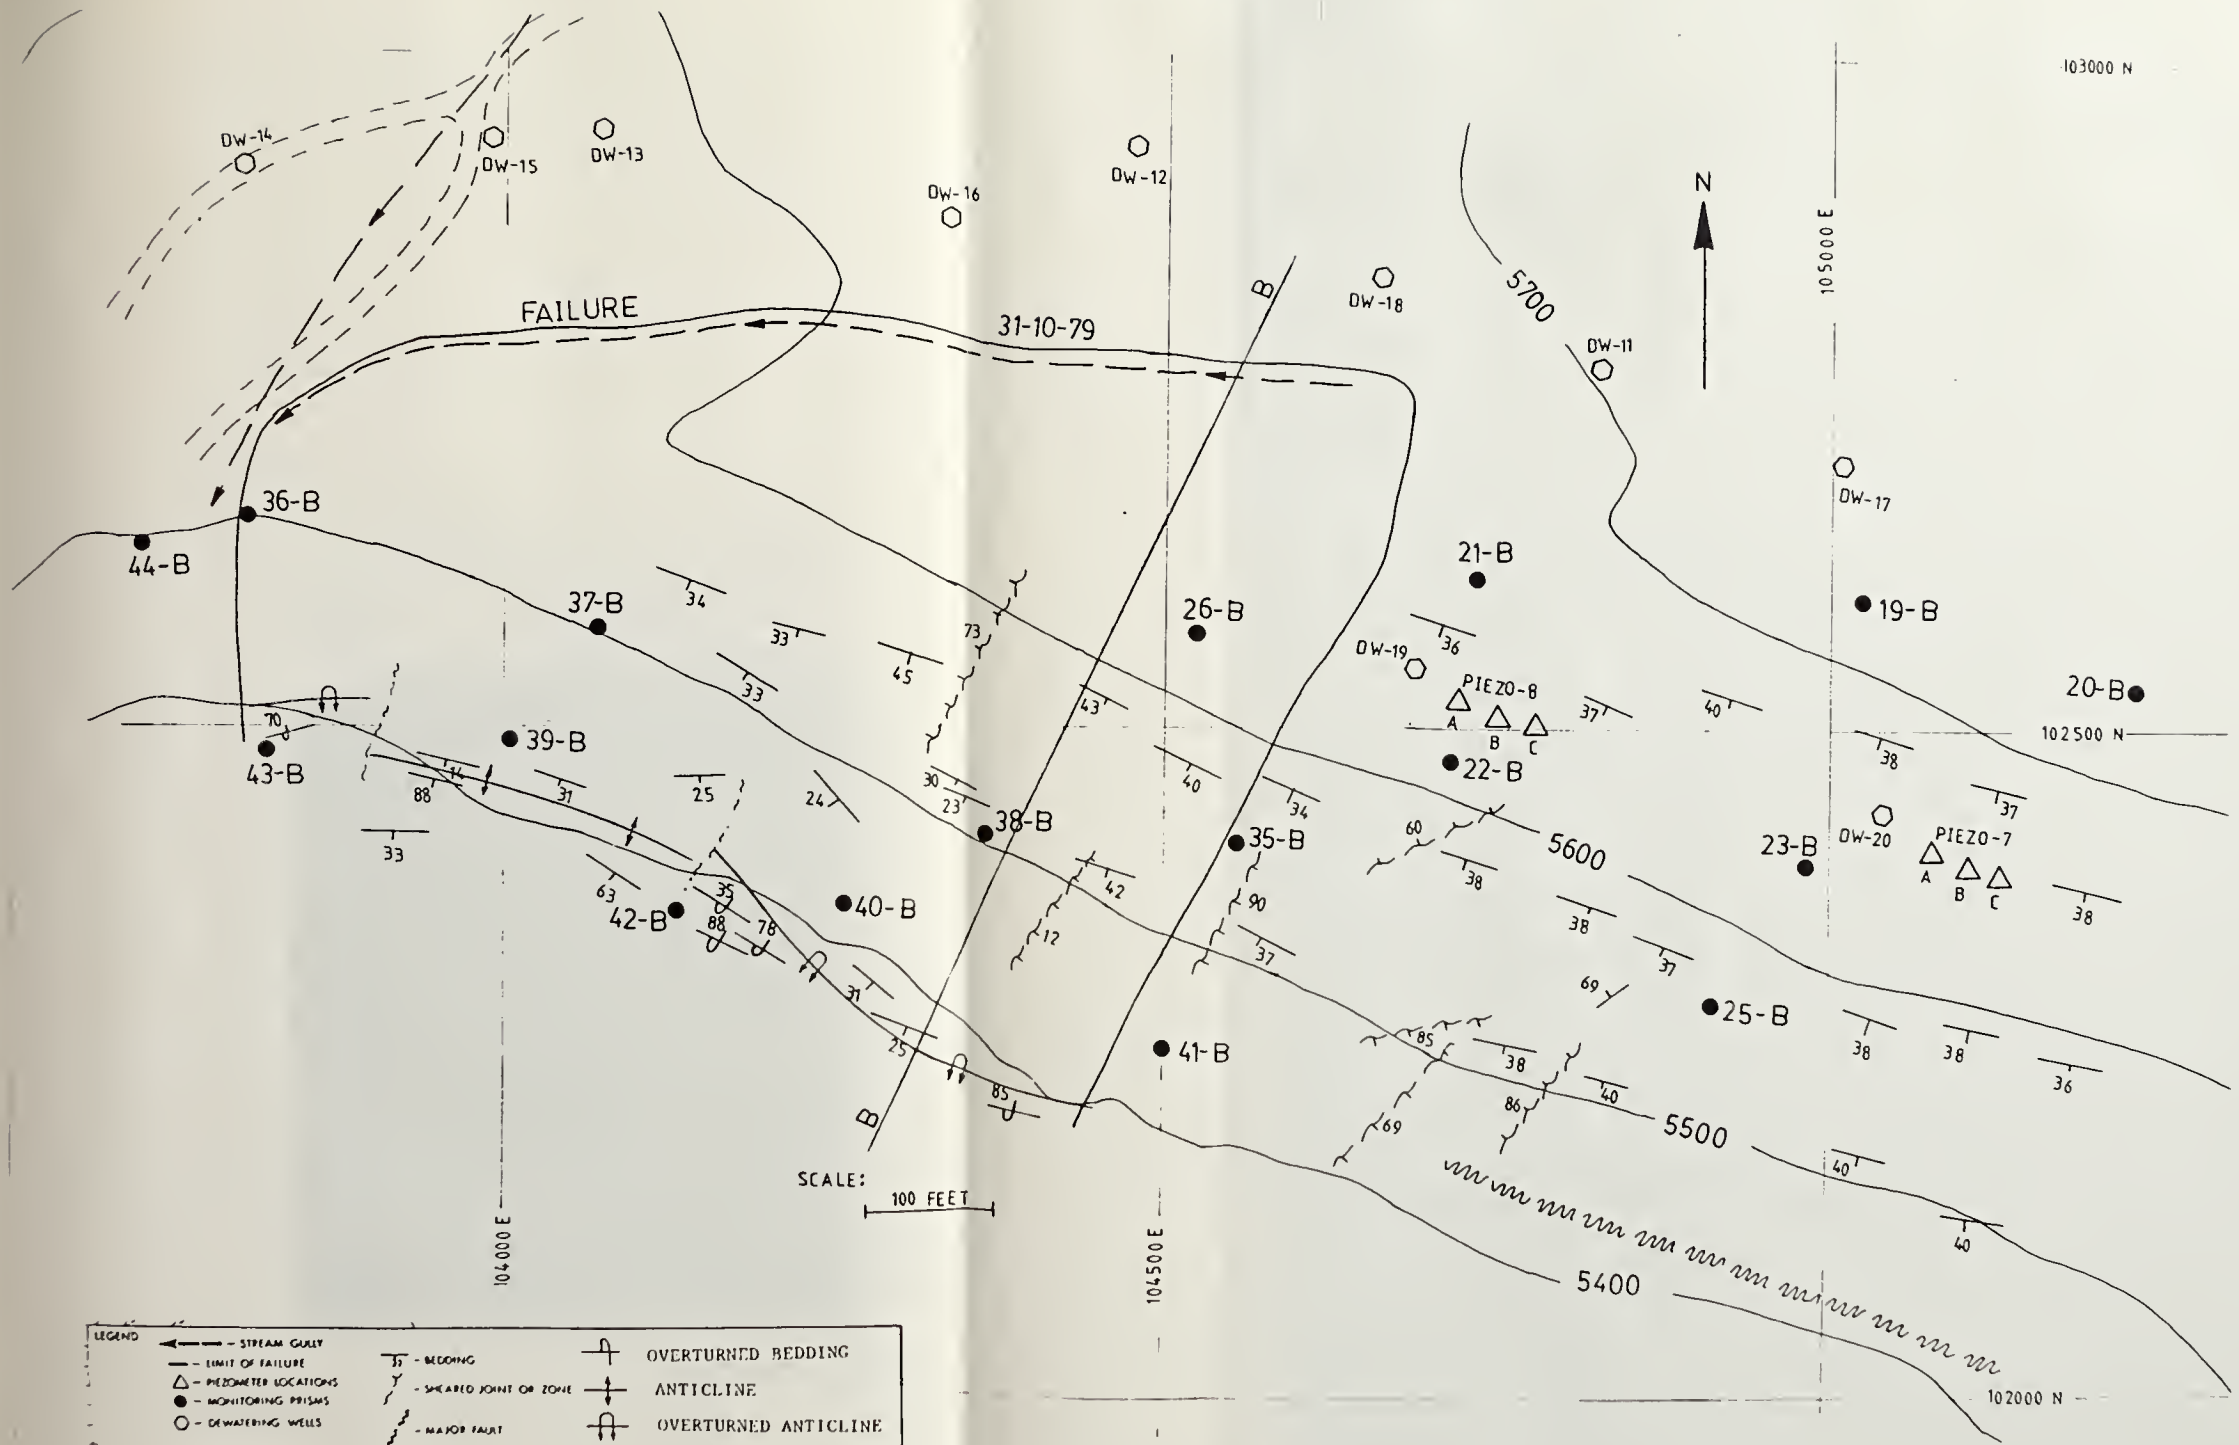 103000 N
DW-14
DW-15
DW-13
DW-12
DW-16
N
105000 E
B
DW-18
5700
FAILURE
31-10-79
DW-11
DW-17
36-B
44-B
21-B
37-B
34
26-B
19-B
33
73
36
DW-19
45
33
PIEZO-8
20-B
43
A
B
C
37
40
70
39-B
102500 N
43-B
14
22-B
38
88
31
25
24
30
40
23
34
37
38-B
35-B
60
5600
DW-20
PIEZO-7
33
23-B
38
A
B
C
42
63
35
40-B
90
38
38
42-B
88
78
12
37
37
31
69
25-B
25
41-B
85
38
38
38
36
85
40
86
B
69
5500
40
SCALE:
100 FEET
40
104000 E
104500 E
5400
LEGEND
- STREAM GULLY
- LIMIT OF FAILURE
- PIEZOMETER LOCATIONS
- MONITORING PRISMS
- DEWATERING WELLS
- BEDDING
- SHEARED JOINT OR ZONE
- MAJOR FAULT
OVERTURNED BEDDING
ANTICLINE
OVERTURNED ANTICLINE
102000 N